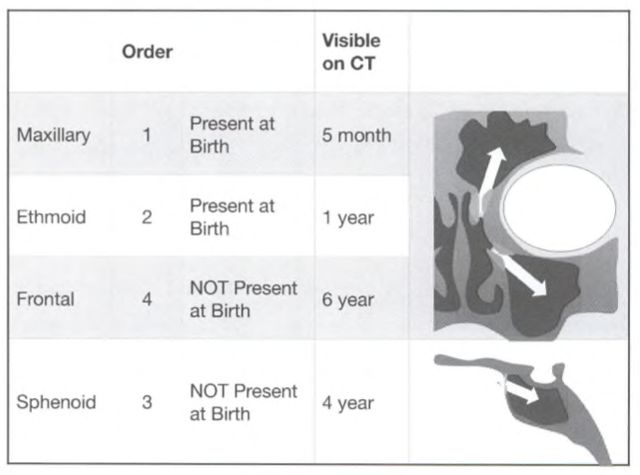 Order Visible on CT
Maxillary 1 Present at Birth 5 month
Ethmoid 2 Present at Birth 1 year
Frontal 4 NOT Present at Birth 6 year
Sphenoid 3 NOT Present at Birth 4 year